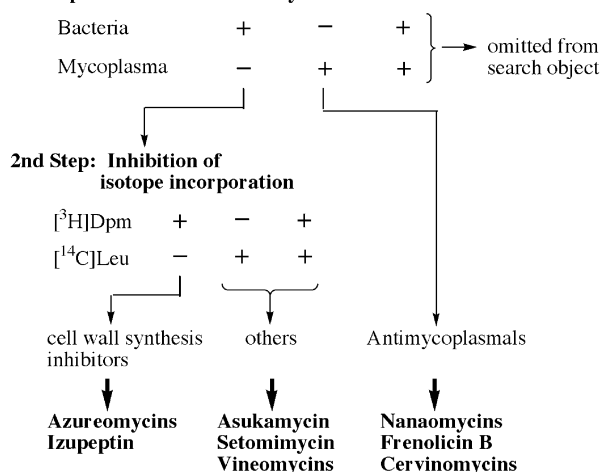 Bacteria + − +
Mycoplasma − + +
omitted from
search object
2nd Step: Inhibition of
isotope incorporation
[³H]Dpm + − +
[¹⁴C]Leu − + +
cell wall synthesis
inhibitors
others
Antimycoplasmals
Azureomycins
Izupeptin
Asukamycin
Setomimycin
Vineomycins
Nanaomycins
Frenolicin B
Cervinomycins